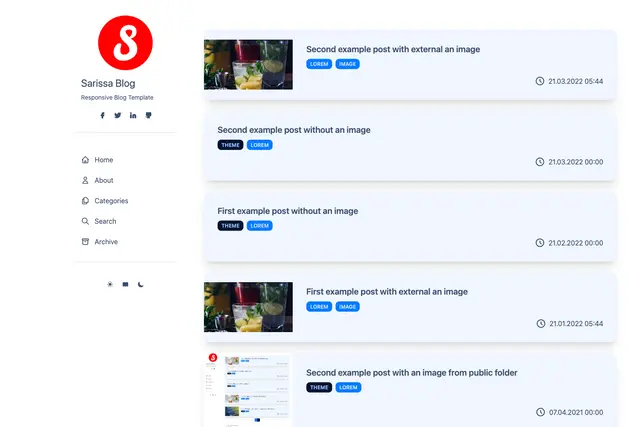 S
Sarissa Blog
Responsive Blog Template
Home
About
Categories
Search
Archive
Second example post with external an image
LOREM IMAGE
21.03.2022 05:44
Second example post without an image
THEME LOREM
21.03.2022 00:00
First example post without an image
THEME LOREM
21.02.2022 00:00
First example post with external an image
LOREM IMAGE
21.01.2022 05:44
Second example post with an image from public folder
THEME LOREM
07.04.2021 00:00